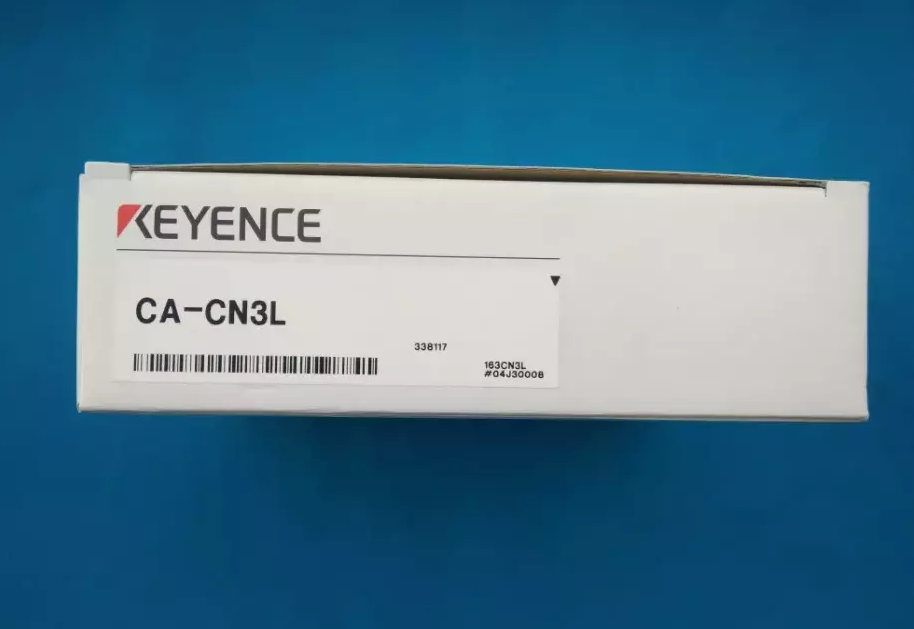 KEYENCE
CA-CN3L
338117
163CN3L
#04J30008